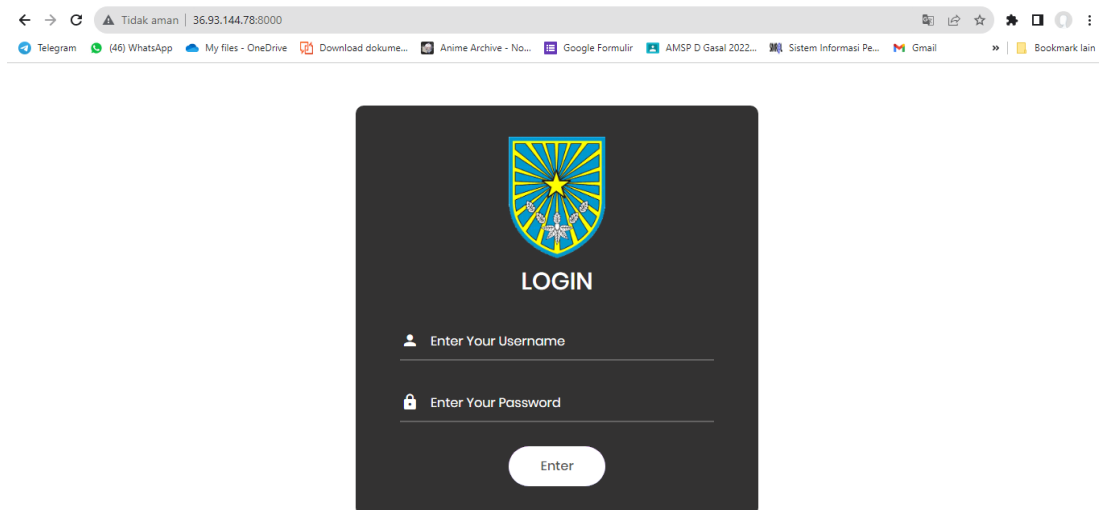 Tidak aman 36.93.144.78:8000
Telegram (46) WhatsApp My files - OneDrive Download dokume... Anime Archive - No... Google Formulir AMSP D Gasal 2022... Sistem Informasi Pe... Gmail » Bookmark lain
LOGIN
Enter Your Username
Enter Your Password
Enter